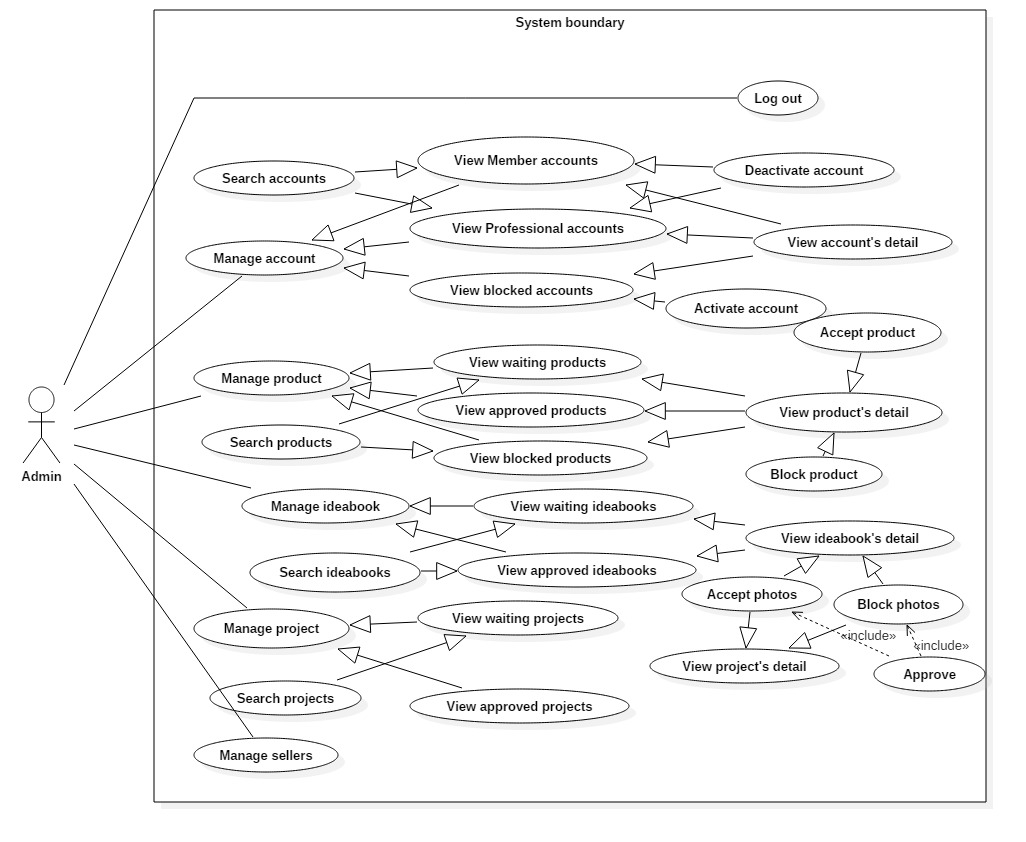 System boundary
Log out
View Member accounts
Deactivate account
Search accounts
View Professional accounts
View account's detail
Manage account
View blocked accounts
Activate account
Accept product
View waiting products
Manage product
View approved products
View product's detail
Search products
View blocked products
Block product
Admin
Manage ideabook
View waiting ideabooks
View ideabook's detail
Search ideabooks
View approved ideabooks
Accept photos
Block photos
View waiting projects
Manage project
«include»
«include»
View project's detail
Approve
Search projects
View approved projects
Manage sellers